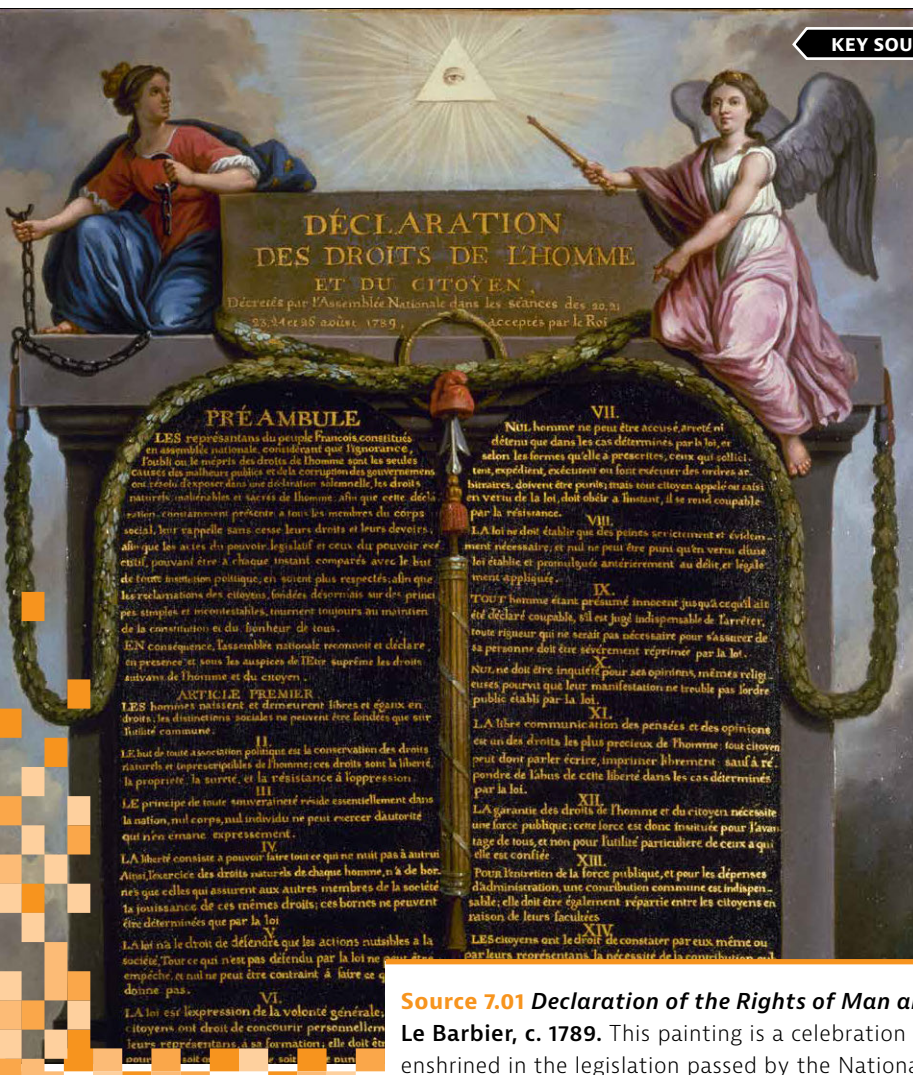 KEY SOU
DÉCLARATION
DES DROITS DE L'HOMME
ET DU CITOYEN,
Décretés par l'Assemblée Nationale dans les séances des 20, 21
23, 24 et 26 août 1789, acceptés par le Roi
PRÉAMBULE
LES représantans du peuple Francois, constitués
en assemblée nationale, considérant que l'ignorance,
l'oubli ou le mépris des droits de l'homme sont les seules
causes des malheurs publics et de la corruption des gouvernemens
ont résolu d'exposer dans une déclaration solemnelle, les droits
naturels, inaliénables et sacrés de l'homme; afin que cette décla
ration, constamment présente a tous les membres du corps
social, leur rappelle sans cesse leurs droits et leurs devoirs,
afin que les actes du pouvoir legislatif et ceux du pouvoir exé
cutif, pouvant être à chaque instant comparés avec le but
de toute institution politique, en soient plus respectés; afin que
les reclamations des citoyens, fondées désormais sur des princi
pes simples et incontestables, tournent toujours au maintien
de la constitution et du bonheur de tous.
EN conséquence, l'assemblée nationale reconnoit et déclare
en presence et sous les auspices de l'Etre suprême les droits
suivans de l'homme et du citoyen.
ARTICLE PREMIER
LES hommes naissent et demeurent libres et égaux en
droits. les distinctions sociales ne peuvent être fondées que sur
l'utilité commune.
II.
LE but de toute association politique est la conservation des droits
naturels et inprescriptibles de l'homme; ces droits sont la liberté,
la propriété, la sureté, et la résistance à l'oppression.
III
LE principe de toute souveraineté réside essentiellement dans
la nation, nul corps, nul individu ne peut exercer d'autorité
qui n'en émane expressement.
IV.
LA liberté consiste a pouvoir faire tout ce qui ne nuit pas à autrui
Ainsi, l'exercice des droits naturels de chaque homme, n'a de bor-
nes que celles qui assurent aux autres membres de la société
la jouissance de ces mêmes droits; ces bornes ne peuvent
être déterminées que par la loi
V.
LA loi n'a le droit de défendre que les actions nuisibles a la
société. Tout ce qui n'est pas défendu par la loi ne peut être
empêché, et nul ne peut être contraint á faire ce q
donne pas.
VI.
LA loi est l'expression de la volonté générale;
citoyens ont droit de concourir personnellem
leurs représentans, à sa formation; elle doit êt
pour soit soit pun
VII.
NUL homme ne peut être accusé, arreté ni
détenu que dans les cas déterminés par la loi, et
selon les formes qu'elle a prescrites, ceux qui sollici-
tent, expédient, exécutent ou font exécuter des ordres ar-
bitraires, doivent être punis; mais tout citoyen appelé ou saisi
en vertu de la loi, doit obéir a l'instant, il se rend coupable
par la résistance.
VIII.
LA loi ne doit établir que des peines strictement et évidem-
ment nécessaire, et nul ne peut être puni qu'en vertu d'une
loi établie et promulguée antérierement au délit, et légale
ment appliquée.
IX.
TOUT homme étant présumé innocent jusqu'a ce qu'il ait
été déclaré coupable, s'il est jugé indispensable de l'arrêter,
toute rigueur qui ne serait pas nécessaire pour s'assurer de
sa personne doit être sévèrement réprimée par la loi.
X.
NUL ne doit être inquiété pour ses opinions, mêmes religi-
euses pourvu que leur manifestation ne trouble pas l'ordre
public établi par la loi.
XI.
LA libre communication des pensées et des opinions
est un des droits les plus precieux de l'homme; tout citoyen
peut dont parler écrire, imprimer librement: sauf à ré-
pondre de l'abus de cette liberté dans les cas déterminés
par la loi.
XII.
LA garantie des droits de l'homme et du citoyen nécessite
une force publique; cette force est donc instituée pour l'avan-
tage de tous, et non pour l'utilité particuliere de ceux a qui
elle est confiée
XIII.
POUR l'entretien de la force publique, et pour les dépenses
d'administration, une contribution commune est indispen-
sable; elle doit être également répartie entre les citoyens en
raison de leurs facultées
XIV.
LES citoyens ont le droit de constater par eux même ou
par leurs représentans, la nécessité de la contribution
Source 7.01 Declaration of the Rights of Man a
Le Barbier, c. 1789. This painting is a celebration
enshrined in the legislation passed by the Nationa